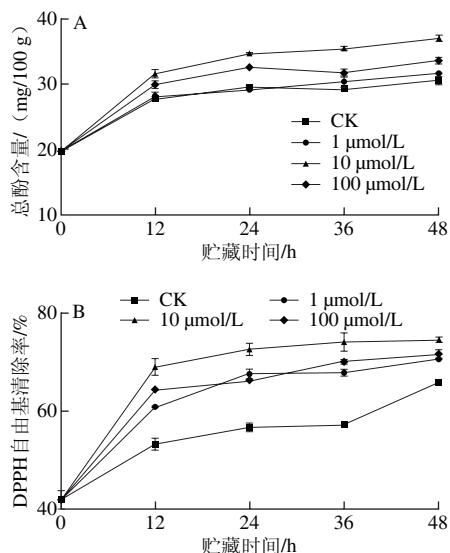 A
40
30
20
10
总酚含量/（mg/100 g）
CK
1 μmol/L
10 μmol/L
100 μmol/L
0
12
24
36
48
贮藏时间/h
B
80
60
40
DPPH自由基清除率/%
CK
1 μmol/L
10 μmol/L
100 μmol/L
0
12
24
36
48
贮藏时间/h